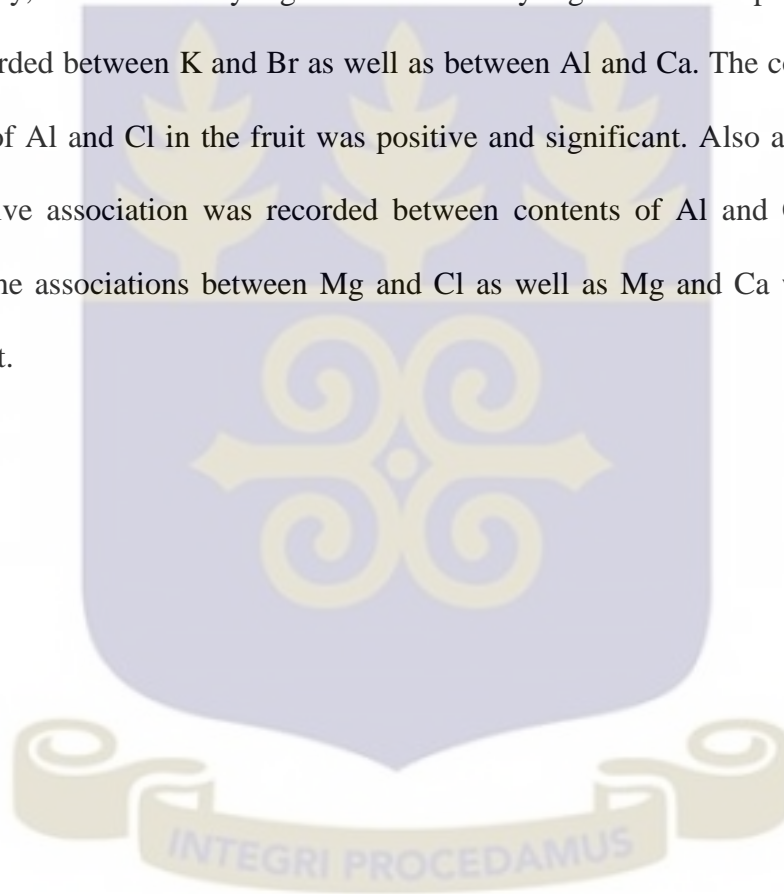 rded between K and Br as well as between Al and Ca. The c
of Al and Cl in the fruit was positive and significant. Also a
ive association was recorded between contents of Al and
ne associations between Mg and Cl as well as Mg and Ca
t.
INTEGRI PROCEDAMUS